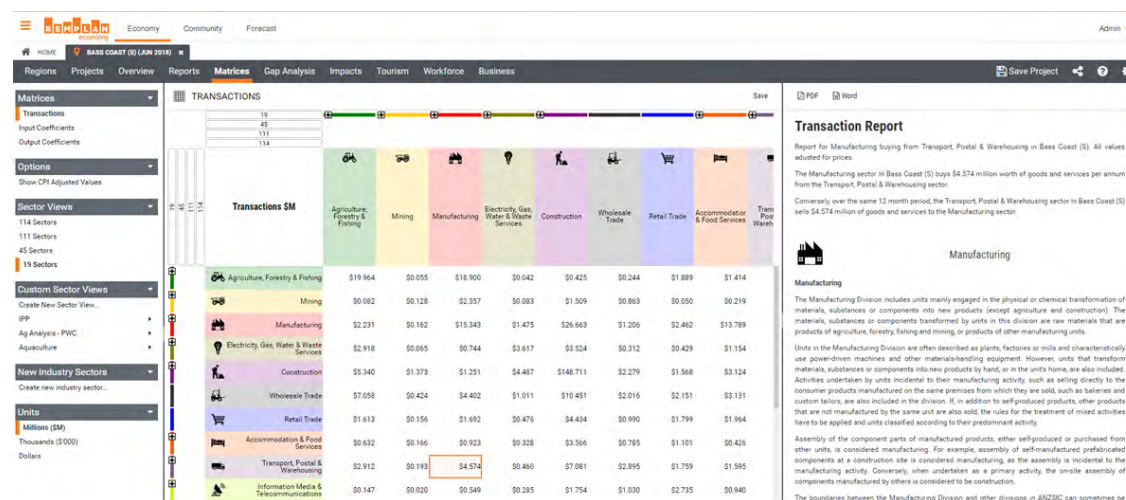 REMPLAN
economy
Economy Community Forecast Admin
HOME BASS COAST (S) (JUN 2018) ×
Regions Projects Overview Reports Matrices Gap Analysis Impacts Tourism Workforce Business Save Project
Matrices
Transactions
Input Coefficients
Output Coefficients
Options
Show CPI Adjusted Values
Sector Views
114 Sectors
111 Sectors
45 Sectors
19 Sectors
Custom Sector Views
Create New Sector View...
IPP
Ag Analysis - PWC
Aquaculture
New Industry Sectors
Create new industry sector...
Units
Millions ($M)
Thousands ($'000)
Dollars
TRANSACTIONS Save
19
45
111
114
19 45 111 114
Transactions $M
Agriculture, Forestry & Fishing
Mining
Manufacturing
Electricity, Gas, Water & Waste Services
Construction
Wholesale Trade
Retail Trade
Accommodation & Food Services
Agriculture, Forestry & Fishing $19.964 $0.055 $18.900 $0.042 $0.425 $0.244 $1.889 $1.414
Mining $0.082 $0.128 $2.357 $0.083 $1.509 $0.863 $0.050 $0.219
Manufacturing $2.231 $0.162 $15.343 $1.475 $26.663 $1.206 $2.462 $13.789
Electricity, Gas, Water & Waste Services $2.918 $0.065 $0.744 $3.617 $3.524 $0.312 $0.429 $1.154
Construction $5.340 $1.373 $1.251 $4.487 $148.711 $2.279 $1.568 $3.124
Wholesale Trade $7.058 $0.424 $4.402 $1.011 $10.451 $2.016 $2.151 $3.131
Retail Trade $1.613 $0.156 $1.692 $0.476 $4.434 $0.990 $1.799 $1.964
Accommodation & Food Services $0.632 $0.166 $0.923 $0.328 $3.566 $0.785 $1.101 $0.426
Transport, Postal & Warehousing $2.912 $0.193 $4.574 $0.460 $7.081 $2.895 $1.759 $1.595
Information Media & Telecommunications $0.147 $0.020 $0.549 $0.285 $1.754 $1.030 $2.735 $0.940
PDF Word
Transaction Report
Report for Manufacturing buying from Transport, Postal & Warehousing in Bass Coast (S). All values
adusted for prices.
The Manufacturing sector in Bass Coast (S) buys $4.574 million worth of goods and services per annum
from the Transport, Postal & Warehousing sector.
Conversely, over the same 12 month period, the Transport, Postal & Warehousing sector in Bass Coast (S)
sells $4.574 million of goods and services to the Manufacturing sector.
Manufacturing
Manufacturing
The Manufacturing Division includes units mainly engaged in the physical or chemical transformation of
materials, substances or components into new products (except agriculture and construction). The
materials, substances or components transformed by units in this division are raw materials that are
products of agriculture, forestry, fishing and mining, or products of other manufacturing units.
Units in the Manufacturing Division are often described as plants, factories or mills and characteristically
use power-driven machines and other materials-handling equipment. However, units that transform
materials, substances or components into new products by hand, or in the unit's home, are also included.
Activities undertaken by units incidental to their manufacturing activity, such as selling directly to the
consumer products manufactured on the same premises from which they are sold, such as bakeries and
custom tailors, are also included in the division. If, in addition to self-produced products, other products
that are not manufactured by the same unit are also sold, the rules for the treatment of mixed activities
have to be applied and units classified according to their predominant activity.
Assembly of the component parts of manufactured products, either self-produced or purchased from
other units, is considered manufacturing. For example, assembly of self-manufactured prefabricated
components at a construction site is considered manufacturing, as the assembly is incidental to the
manufacturing activity. Conversely, when undertaken as a primary activity, the on-site assembly of
components manufactured by others is considered to be construction.
The boundaries between the Manufacturing Division and other divisions in ANZSIC can sometimes be